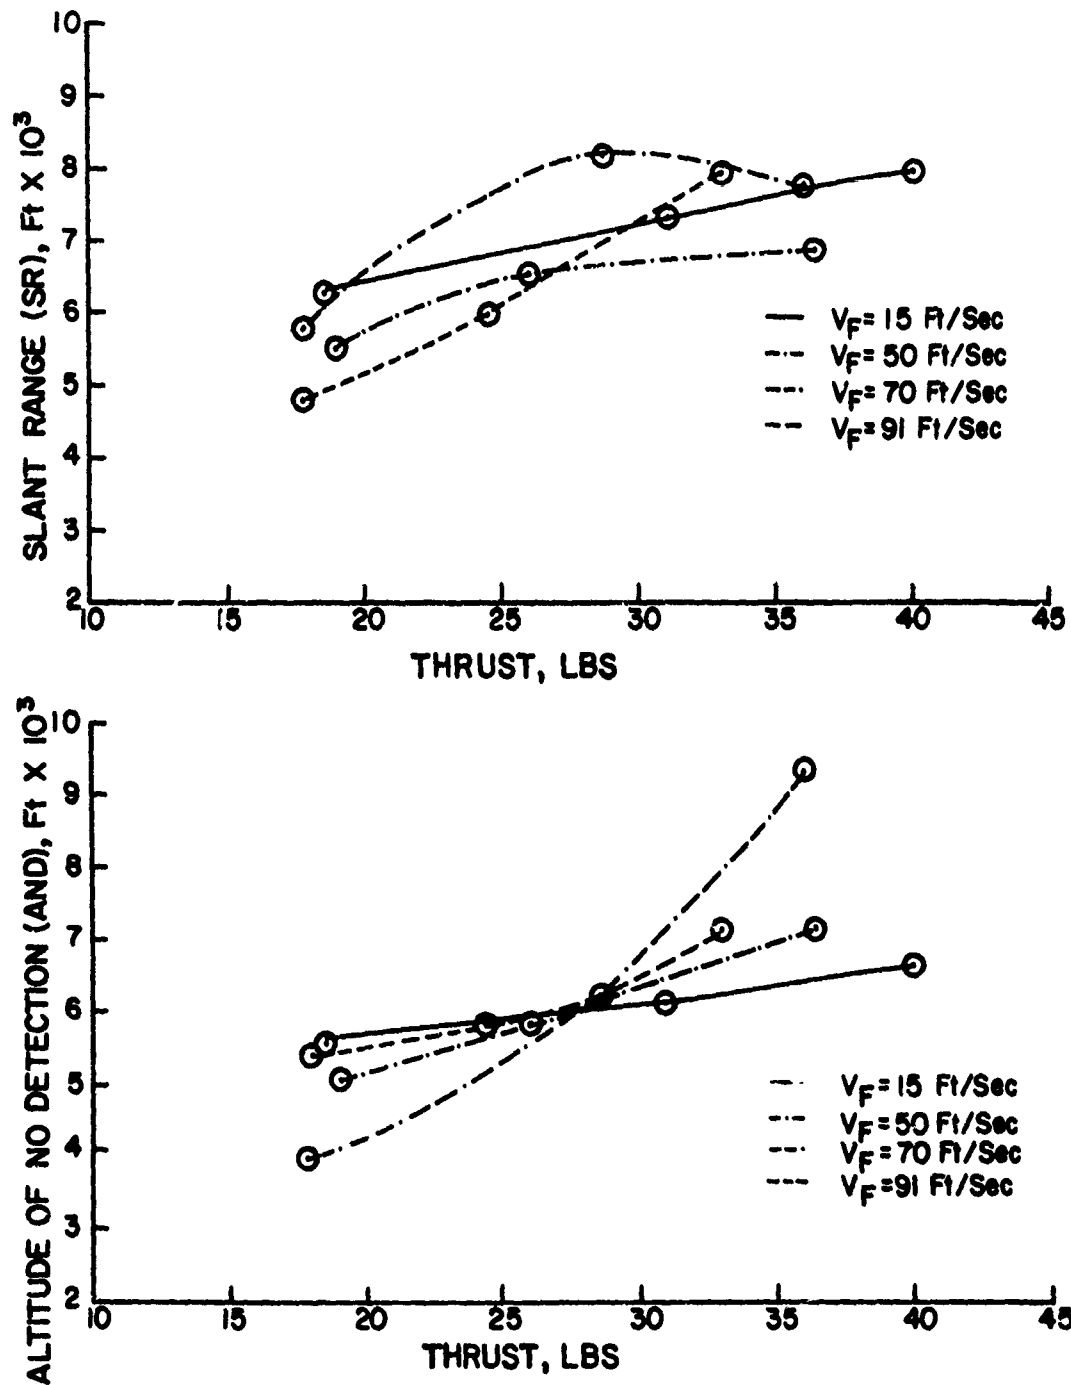 SLANT RANGE (SR), Ft X 10³
10
9
8
7
6
5
4
3
2
V_F = 15 Ft/Sec
V_F = 50 Ft/Sec
V_F = 70 Ft/Sec
V_F = 91 Ft/Sec
10 15 20 25 30 35 40 45
THRUST, LBS
ALTITUDE OF NO DETECTION (AND), Ft X 10³
10
9
8
7
6
5
4
3
2
V_F = 15 Ft/Sec
V_F = 50 Ft/Sec
V_F = 70 Ft/Sec
V_F = 91 Ft/Sec
10 15 20 25 30 35 40 45
THRUST, LBS